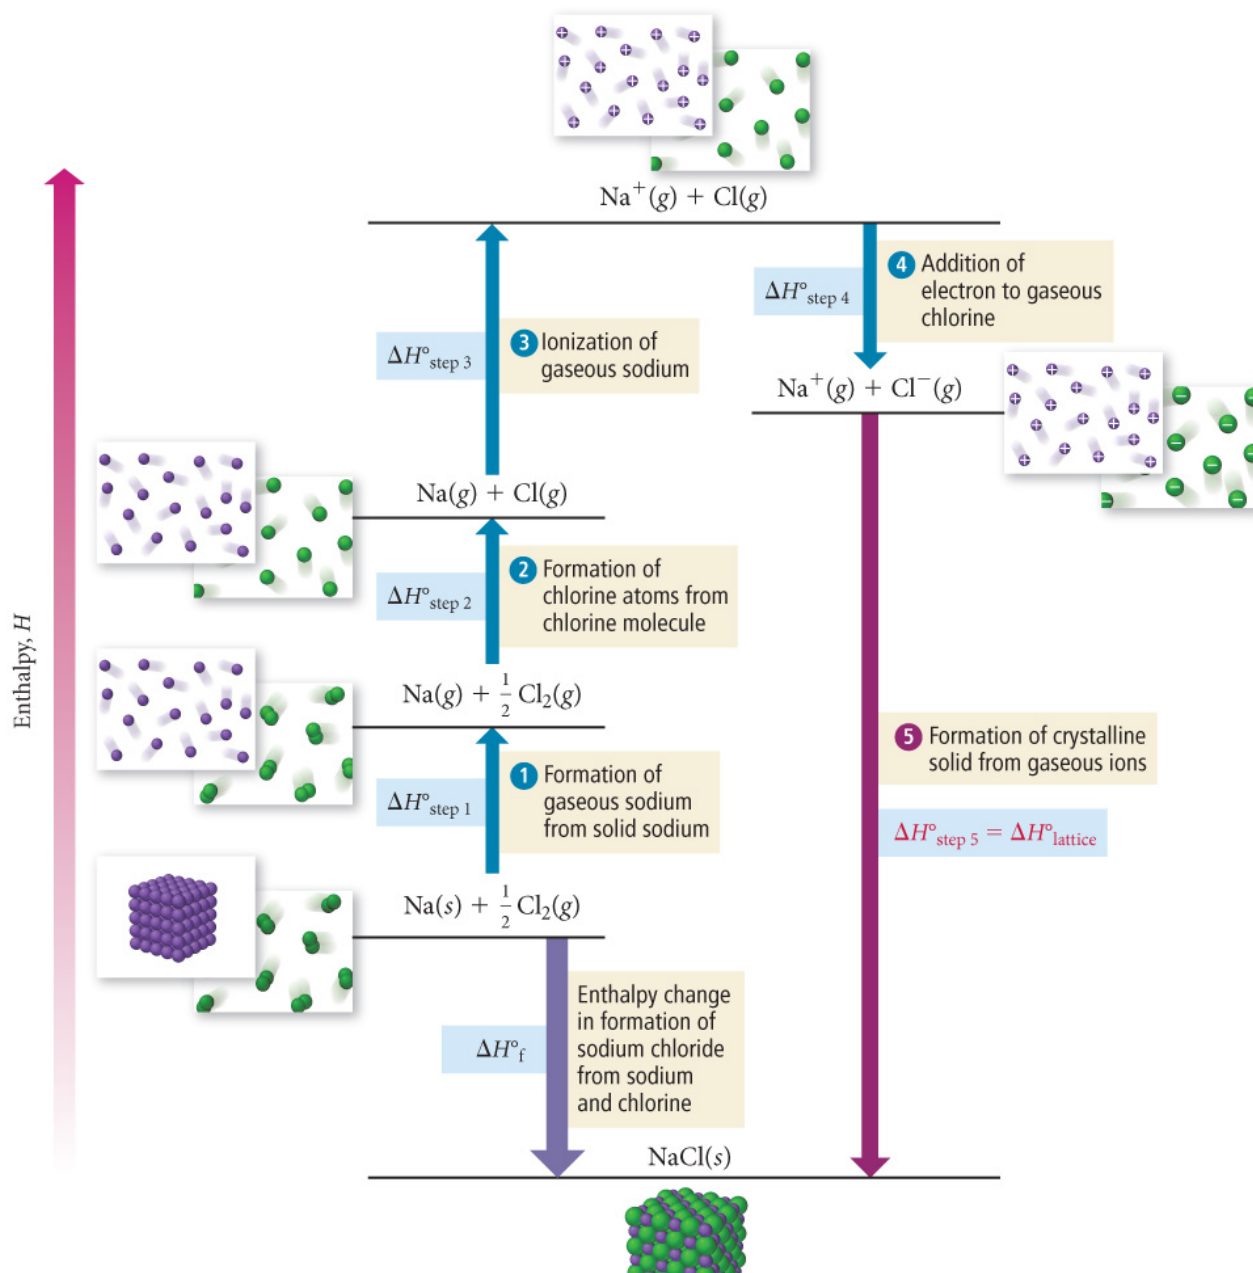 Na⁺(g) + Cl(g)
ΔH°step 4
4 Addition of
electron to gaseous
chlorine
ΔH°step 3
3 Ionization of
gaseous sodium
Na⁺(g) + Cl⁻(g)
Na(g) + Cl(g)
ΔH°step 2
2 Formation of
chlorine atoms from
chlorine molecule
Enthalpy, H
Na(g) + 1/2 Cl₂(g)
ΔH°step 1
1 Formation of
gaseous sodium
from solid sodium
5 Formation of crystalline
solid from gaseous ions
ΔH°step 5 = ΔH°lattice
Na(s) + 1/2 Cl₂(g)
ΔH°f
Enthalpy change
in formation of
sodium chloride
from sodium
and chlorine
NaCl(s)